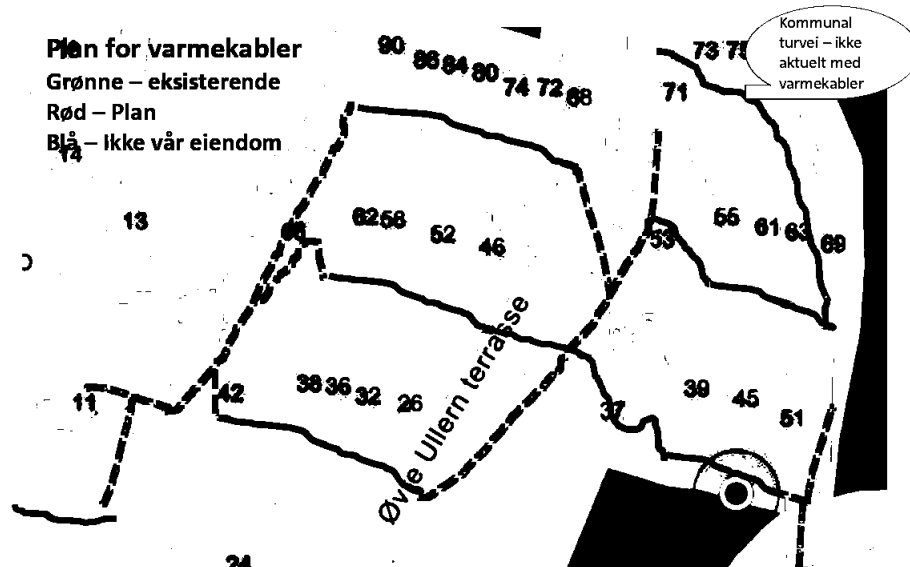 Plan for varmekabler
Grønne – eksisterende
Rød – Plan
Blå – Ikke vår eiendom
Kommunal
turvei – ikke
aktuelt med
varmekabler
90
86 84 80
74 72 68
73
71
14
13
62 58
52
46
53
55
61 63
69
11
42
38 36
32
26
37
39
45
51
Øvre Ullern terrasse
24